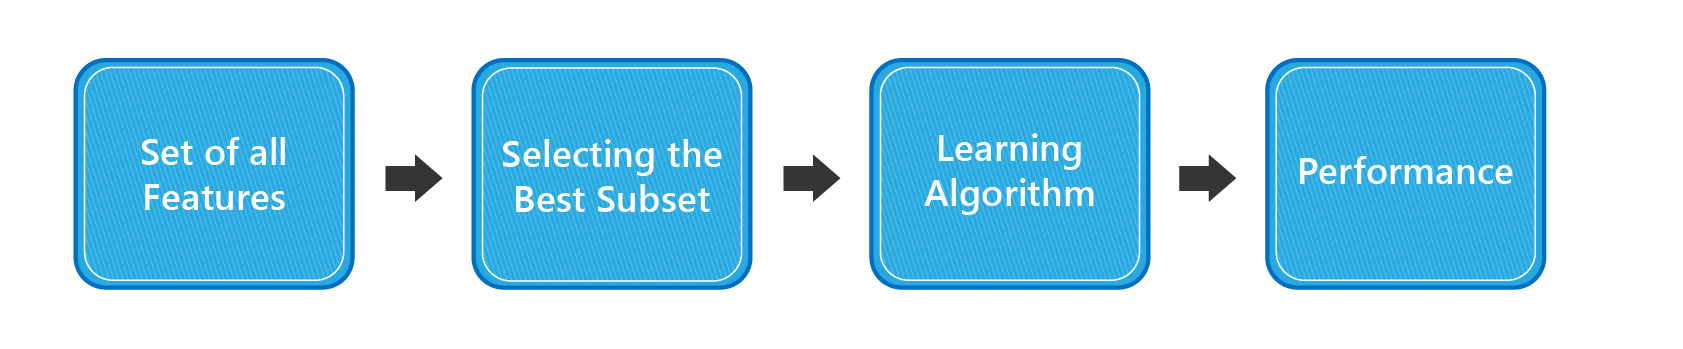 Set of all
Features
Selecting the
Best Subset
Learning
Algorithm
Performance